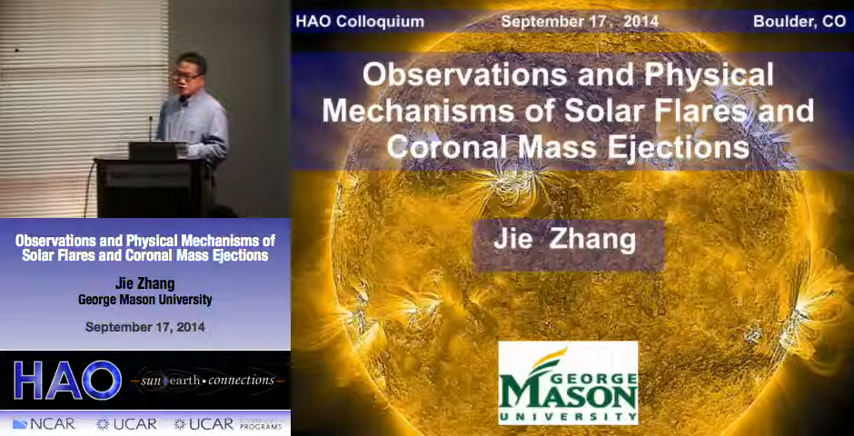 HAO Colloquium September 17, 2014 Boulder, CO
Observations and Physical
Mechanisms of Solar Flares and
Coronal Mass Ejections
Jie Zhang
GEORGE
MASON
UNIVERSITY
Observations and Physical Mechanisms of
Solar Flares and Coronal Mass Ejections
Jie Zhang
George Mason University
September 17, 2014
HAO sun earth • connections
NCAR UCAR UCAR
PROGRAMS